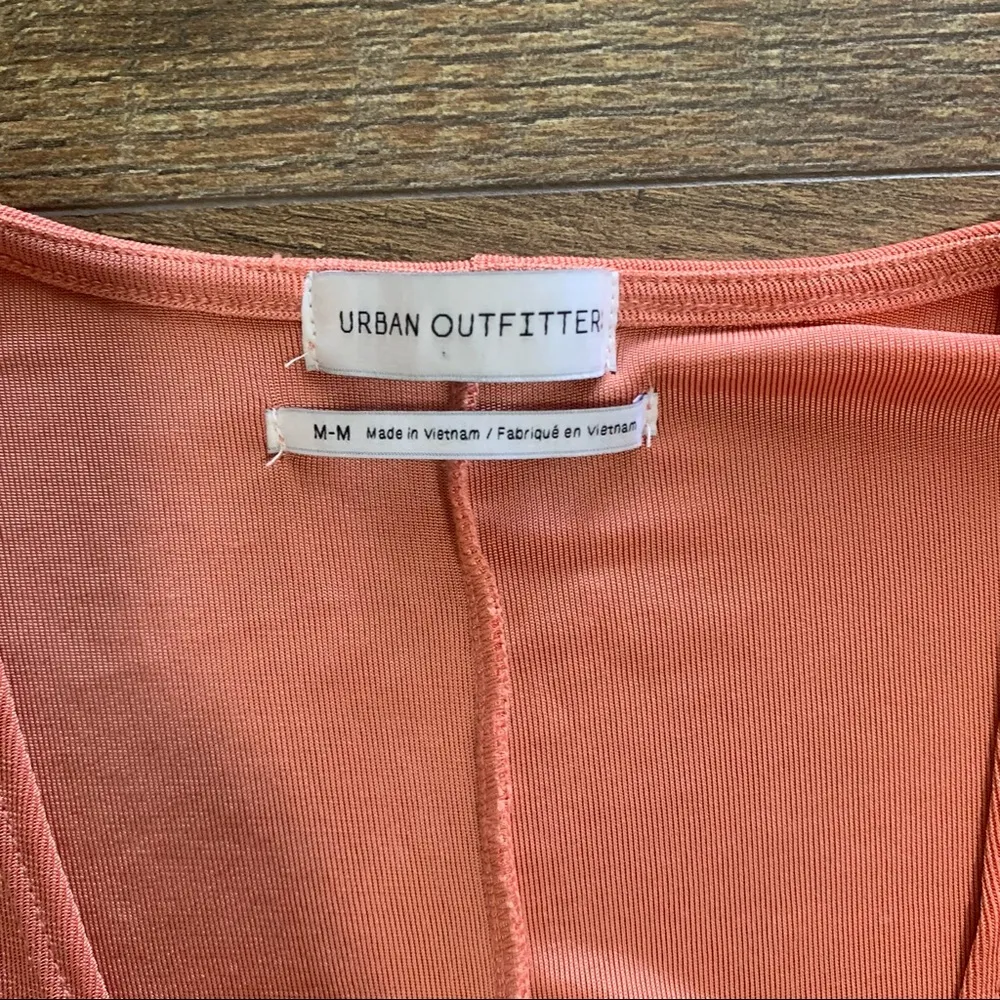 URBAN OUTFITTER
M-M Made in Vietnam / Fabriqué en Vietnam